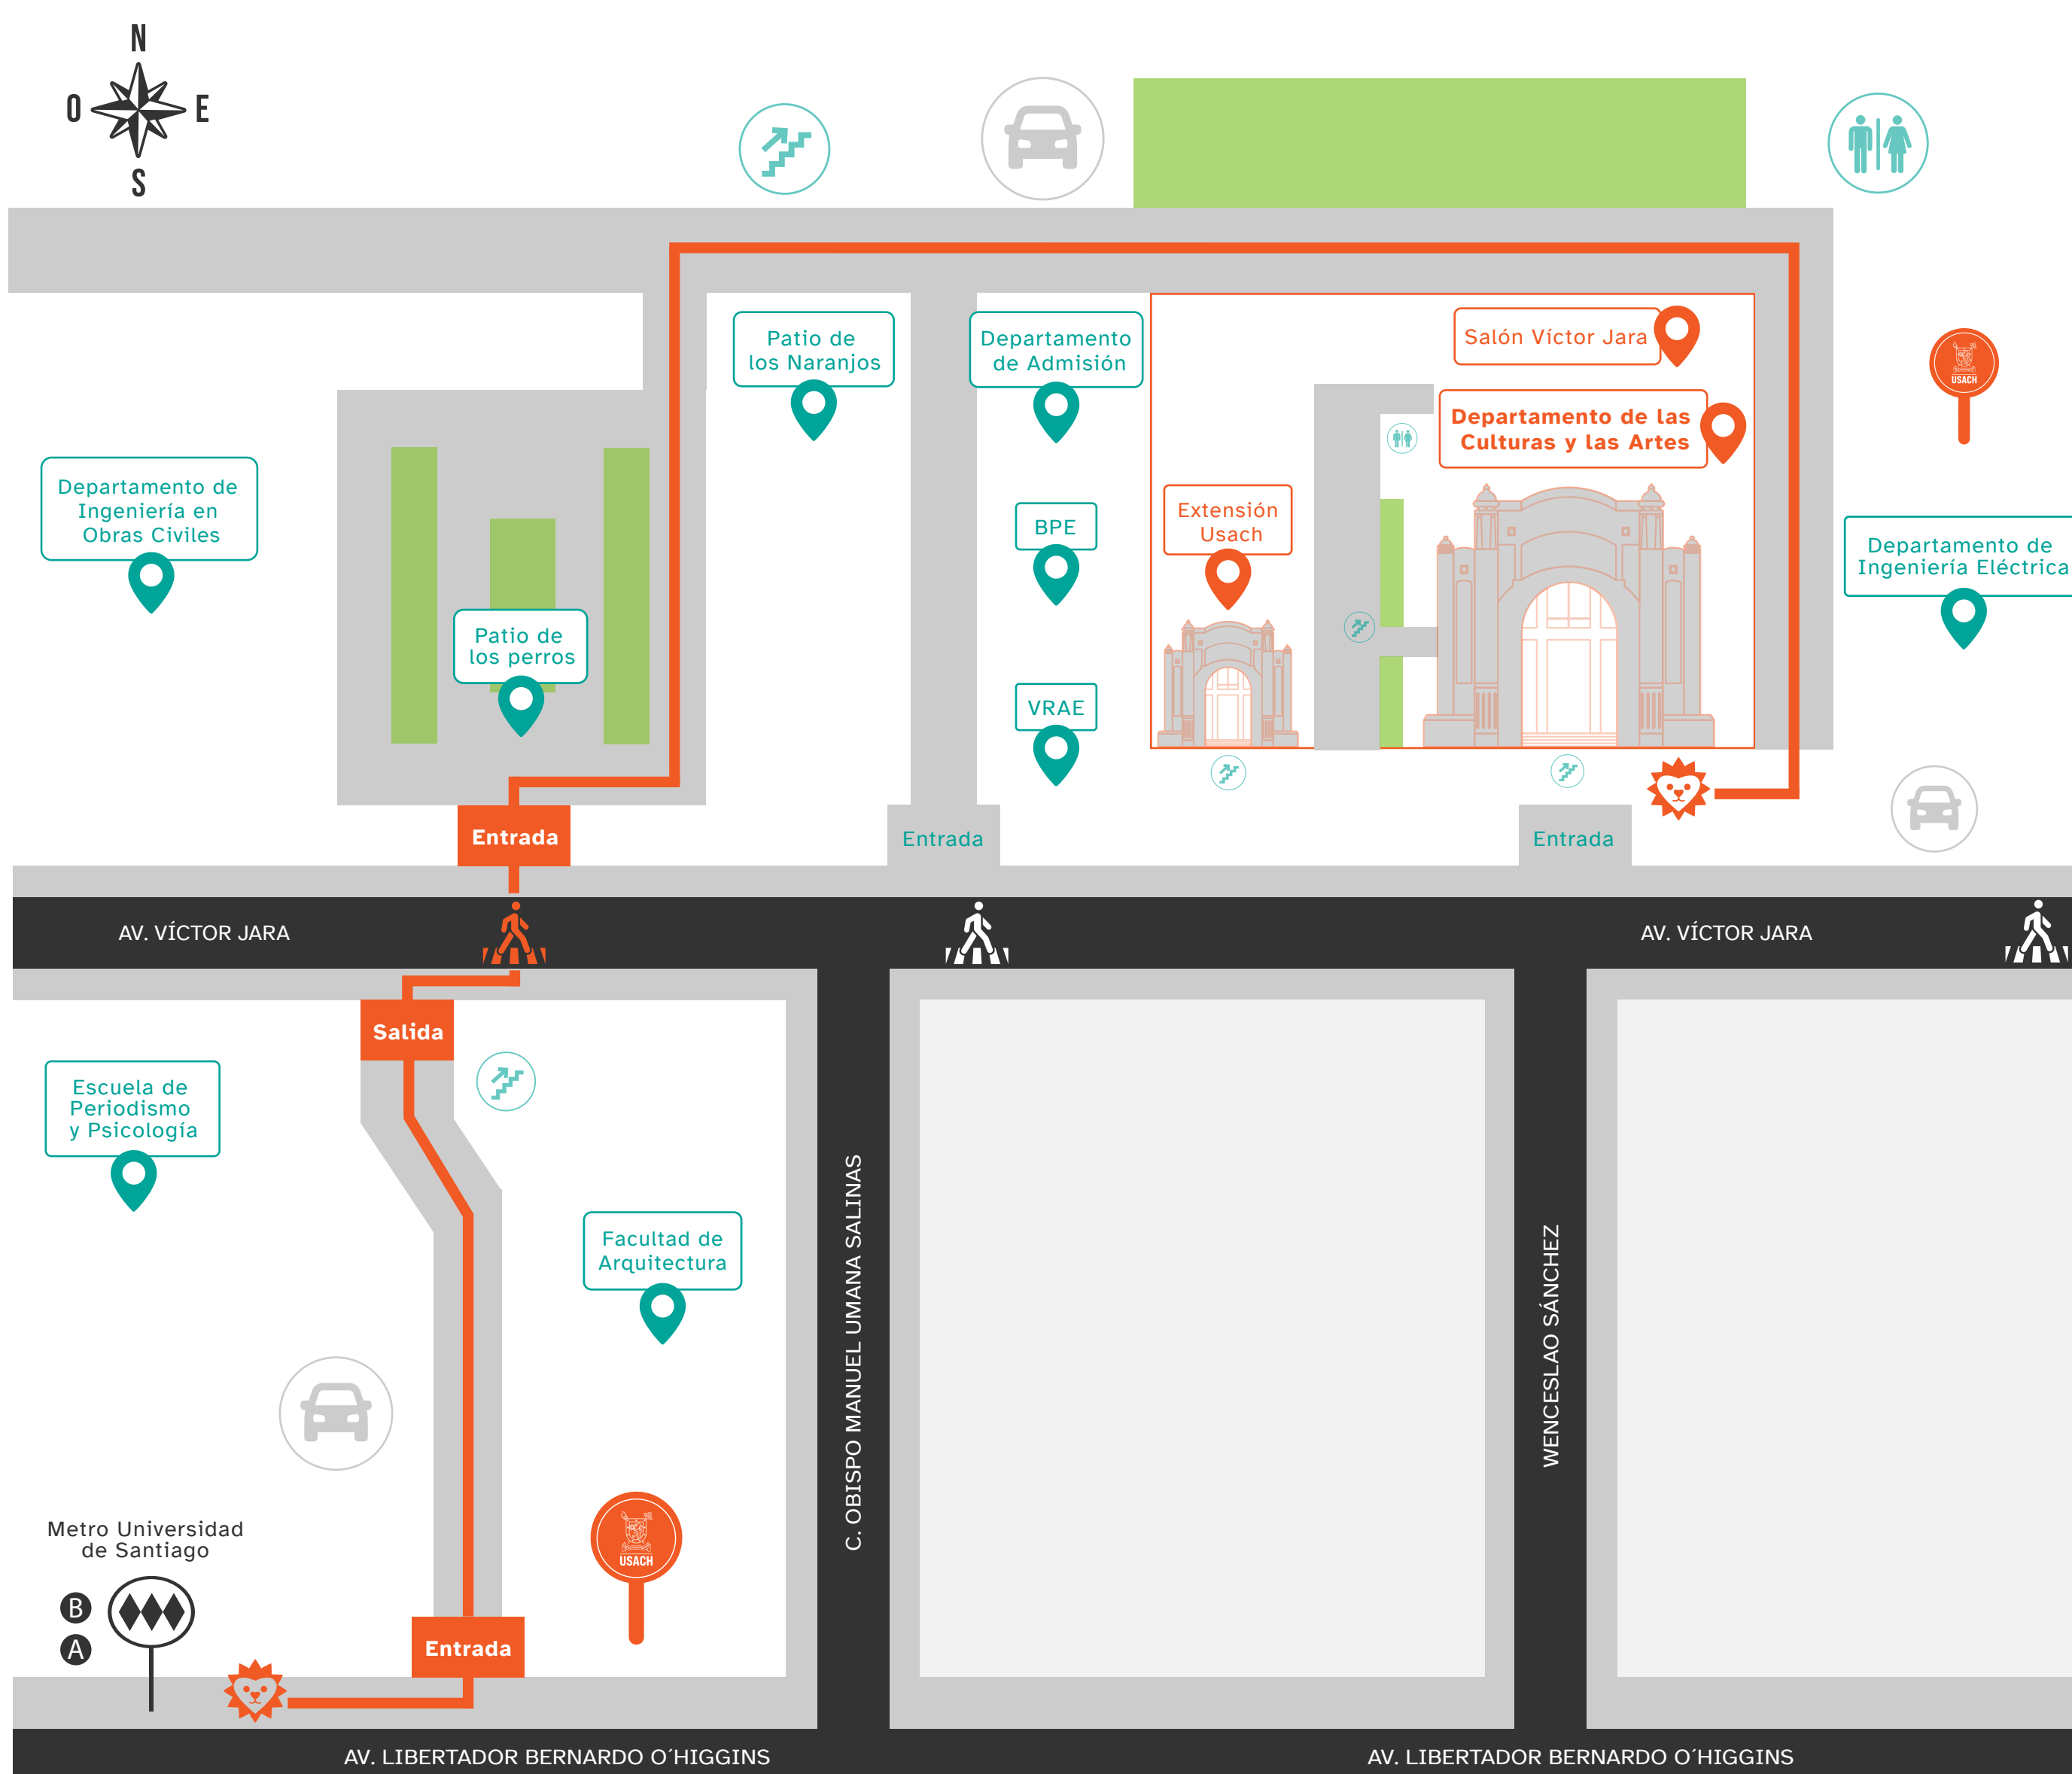 N
O
E
S
Patio de
los Naranjos
Departamento
de Admisión
Salón Víctor Jara
USACH
Departamento de las
Culturas y las Artes
Departamento de
Ingeniería en
Obras Civiles
Extensión
Usach
BPE
Departamento de
Ingeniería Eléctrica
Patio de
los perros
VRAE
Entrada
Entrada
Entrada
AV. VÍCTOR JARA
AV. VÍCTOR JARA
Salida
Escuela de
Periodismo
y Psicología
Facultad de
Arquitectura
C. OBISPO MANUEL UMANA SALINAS
WENCESLAO SÁNCHEZ
Metro Universidad
de Santiago
USACH
B
A
Entrada
AV. LIBERTADOR BERNARDO O´HIGGINS
AV. LIBERTADOR BERNARDO O´HIGGINS